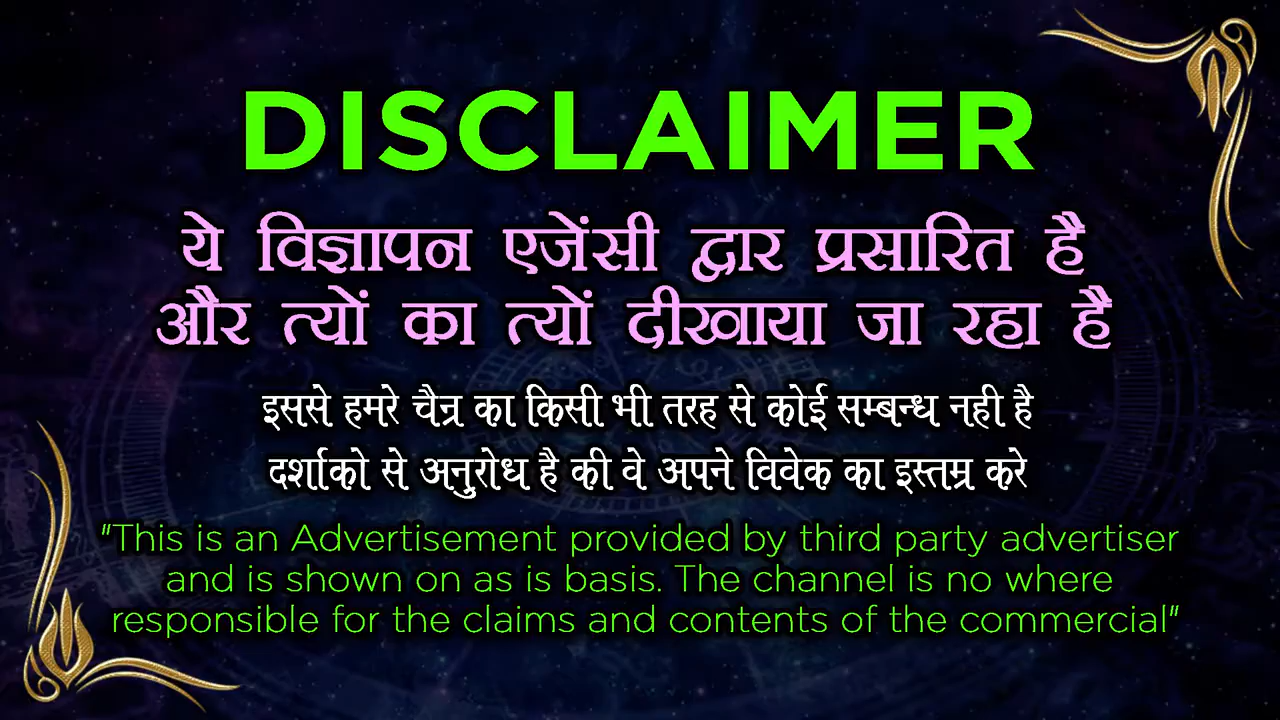 DISCLAIMER
ये विज्ञापन एजेंसी द्वार प्रसारित है
और त्यों का त्यों दीखाया जा रहा है
इससे हमरे चैन्र का किसी भी तरह से कोई सम्बन्ध नही है
दर्शाको से अनुरोध है की वे अपने विवेक का इस्तम्र करे
"This is an Advertisement provided by third party advertiser
and is shown on as is basis. The channel is no where
responsible for the claims and contents of the commercial"